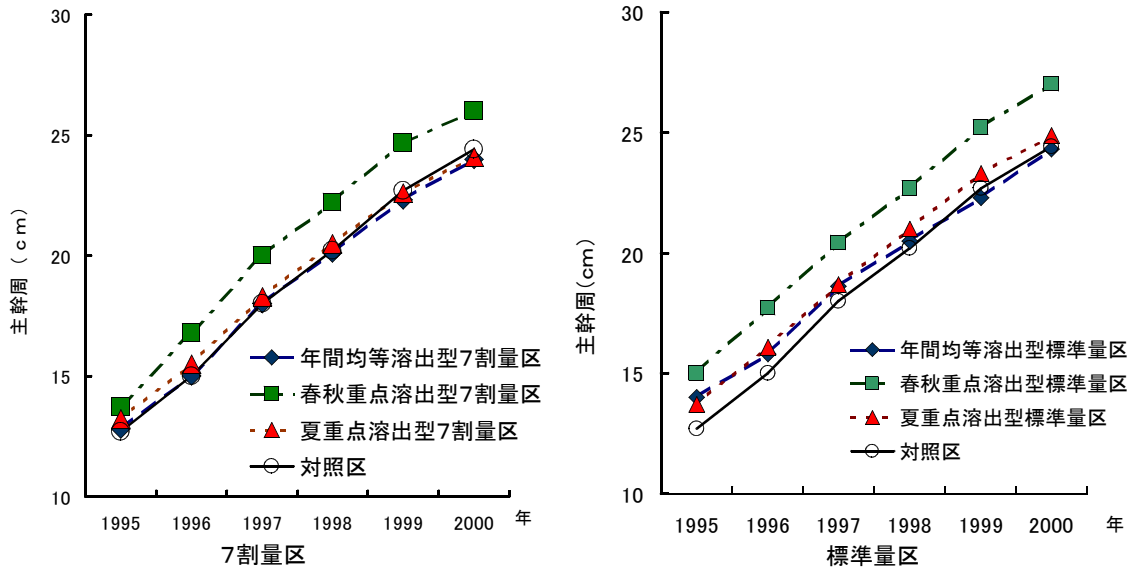 30
25
20
15
10
主幹周(cm)
年間均等溶出型7割量区
春秋重点溶出型7割量区
夏重点溶出型7割量区
対照区
1995 1996 1997 1998 1999 2000 年
7割量区
30
25
20
15
10
主幹周(cm)
年間均等溶出型標準量区
春秋重点溶出型標準量区
夏重点溶出型標準量区
対照区
1995 1996 1997 1998 1999 2000 年
標準量区